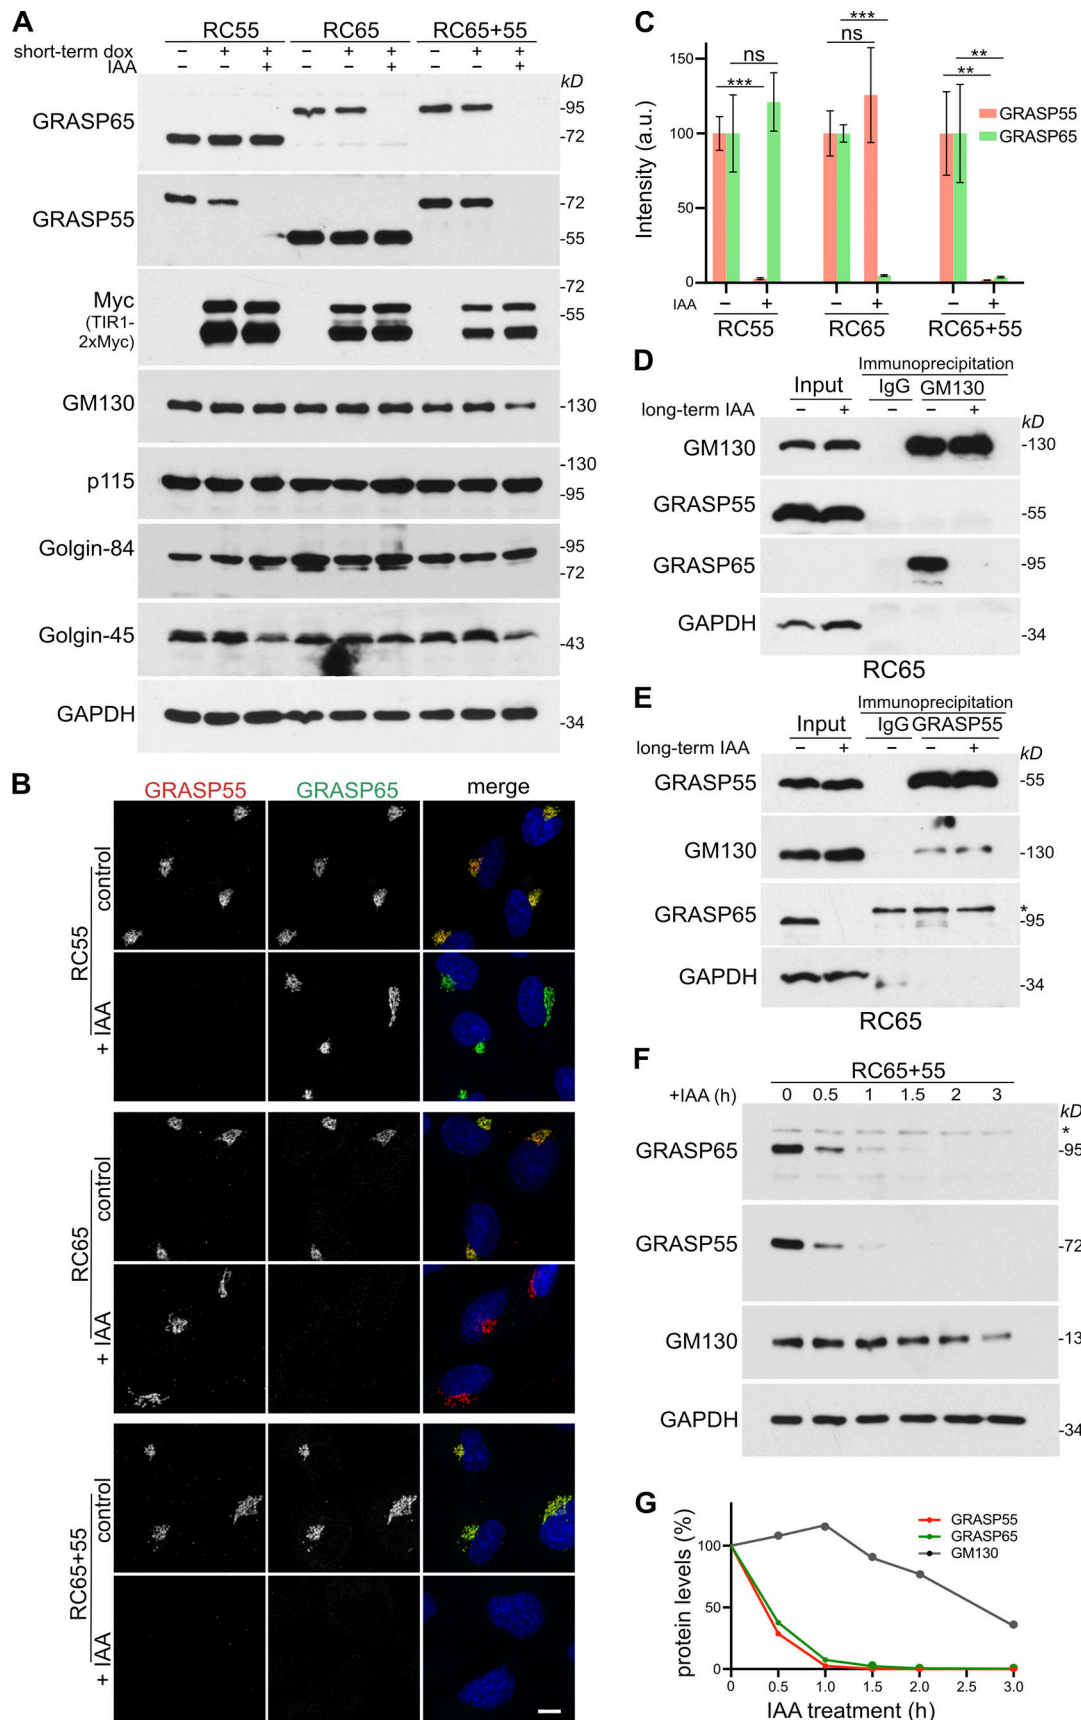 A
RC55 RC65 RC65+55
short-term dox − + + − + + − + +
IAA + + +
kD
GRASP65
-95
-72
GRASP55
-72
-55
Myc
(TIR1-
2xMyc)
-72
-55
GM130
-130
p115
-130
-95
Golgin-84
-95
-72
Golgin-45
-43
GAPDH
-34
B
GRASP55 GRASP65 merge
RC55
control
+ IAA
RC65
control
+ IAA
RC65+55
control
+ IAA
C
Intensity (a.u.)
150
100
50
0
*** ns
ns ***
** **
GRASP55
GRASP65
IAA − + − + − +
RC55 RC65 RC65+55
D
Immunoprecipitation
Input IgG GM130
long-term IAA − + − − +
kD
GM130 -130
GRASP55 -55
GRASP65 -95
GAPDH -34
RC65
E
Immunoprecipitation
Input IgG GRASP55
long-term IAA − + − − +
kD
GRASP55 -55
GM130 -130
GRASP65 *
-95
GAPDH -34
RC65
F
RC65+55
+IAA (h) 0 0.5 1 1.5 2 3
kD
*
GRASP65 -95
GRASP55 -72
GM130 -13
GAPDH -34
G
protein levels (%)
100
50
0
GRASP55
GRASP65
GM130
0 0.5 1.0 1.5 2.0 2.5 3.0
IAA treatment (h)